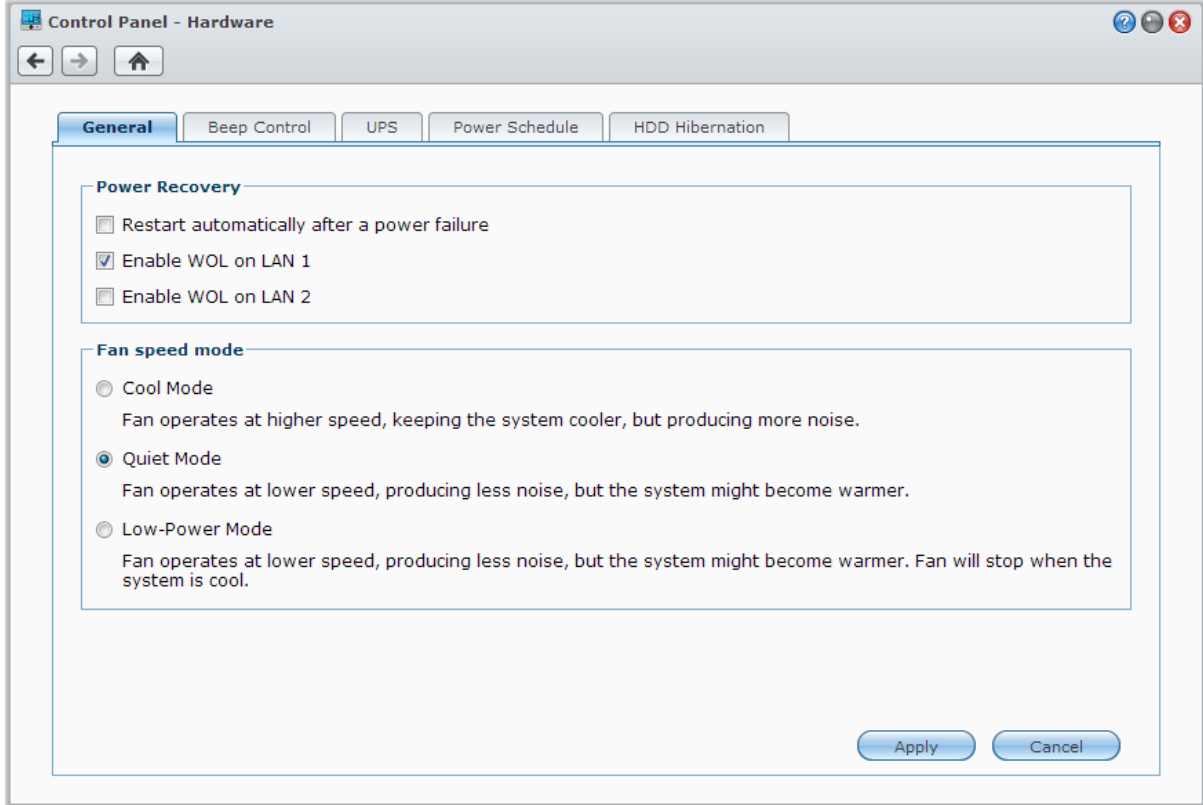 Control Panel - Hardware
General
Beep Control
UPS
Power Schedule
HDD Hibernation
Power Recovery
Restart automatically after a power failure
Enable WOL on LAN 1
Enable WOL on LAN 2
Fan speed mode
Cool Mode
Fan operates at higher speed, keeping the system cooler, but producing more noise.
Quiet Mode
Fan operates at lower speed, producing less noise, but the system might become warmer.
Low-Power Mode
Fan operates at lower speed, producing less noise, but the system might become warmer. Fan will stop when the
system is cool.
Apply
Cancel